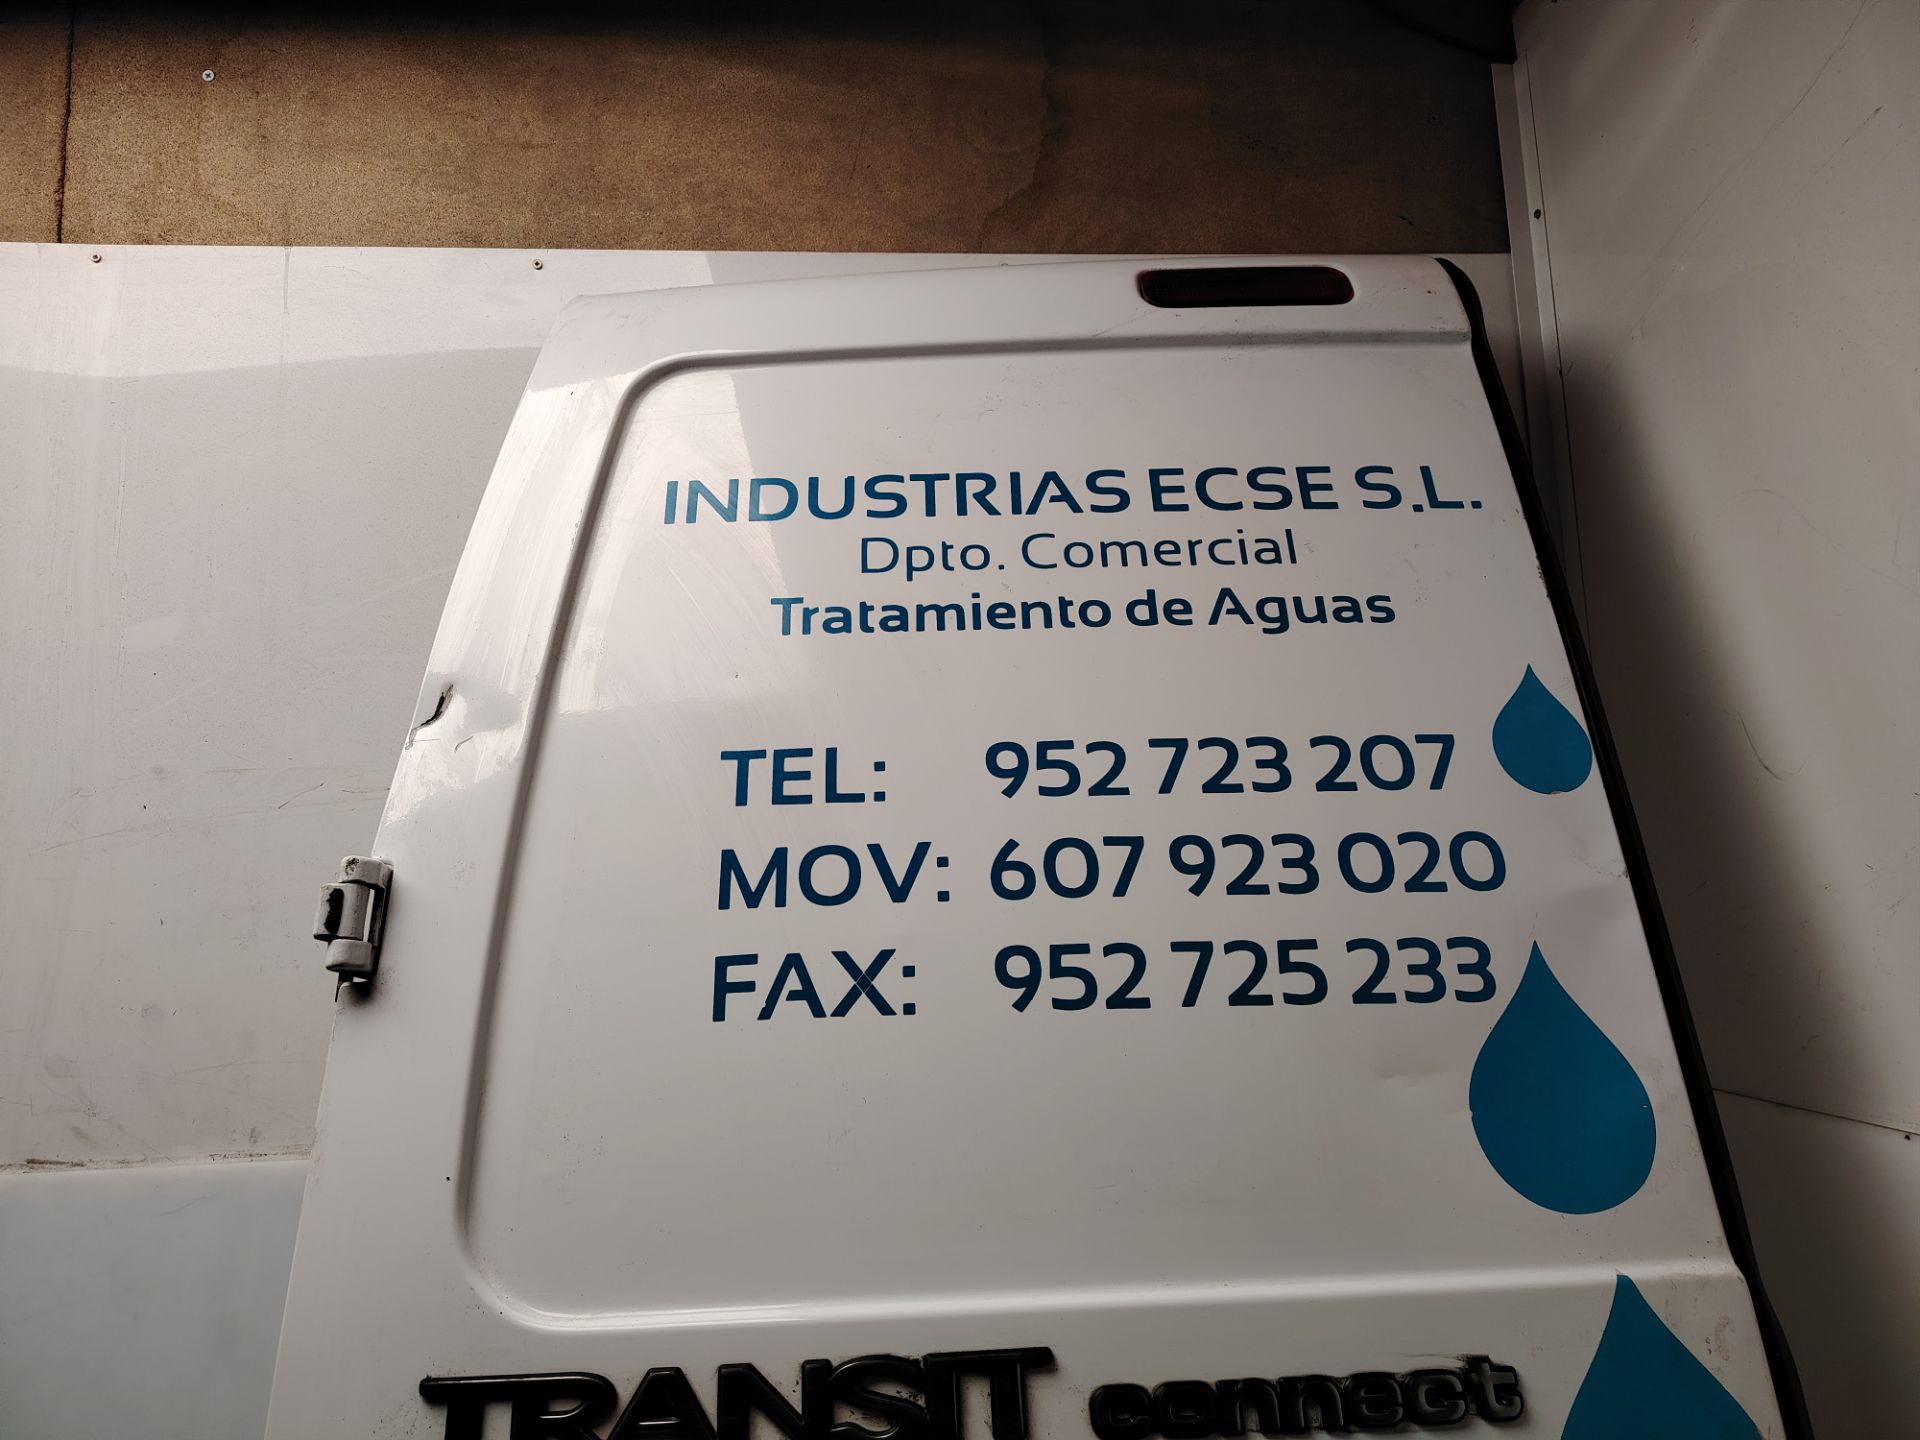 INDUSTRIAS ECSE S.L.
Dpto. Comercial
Tratamiento de Aguas
TEL: 952 723 207
MOV: 607 923 020
FAX: 952 725 233
TRANSIT connect